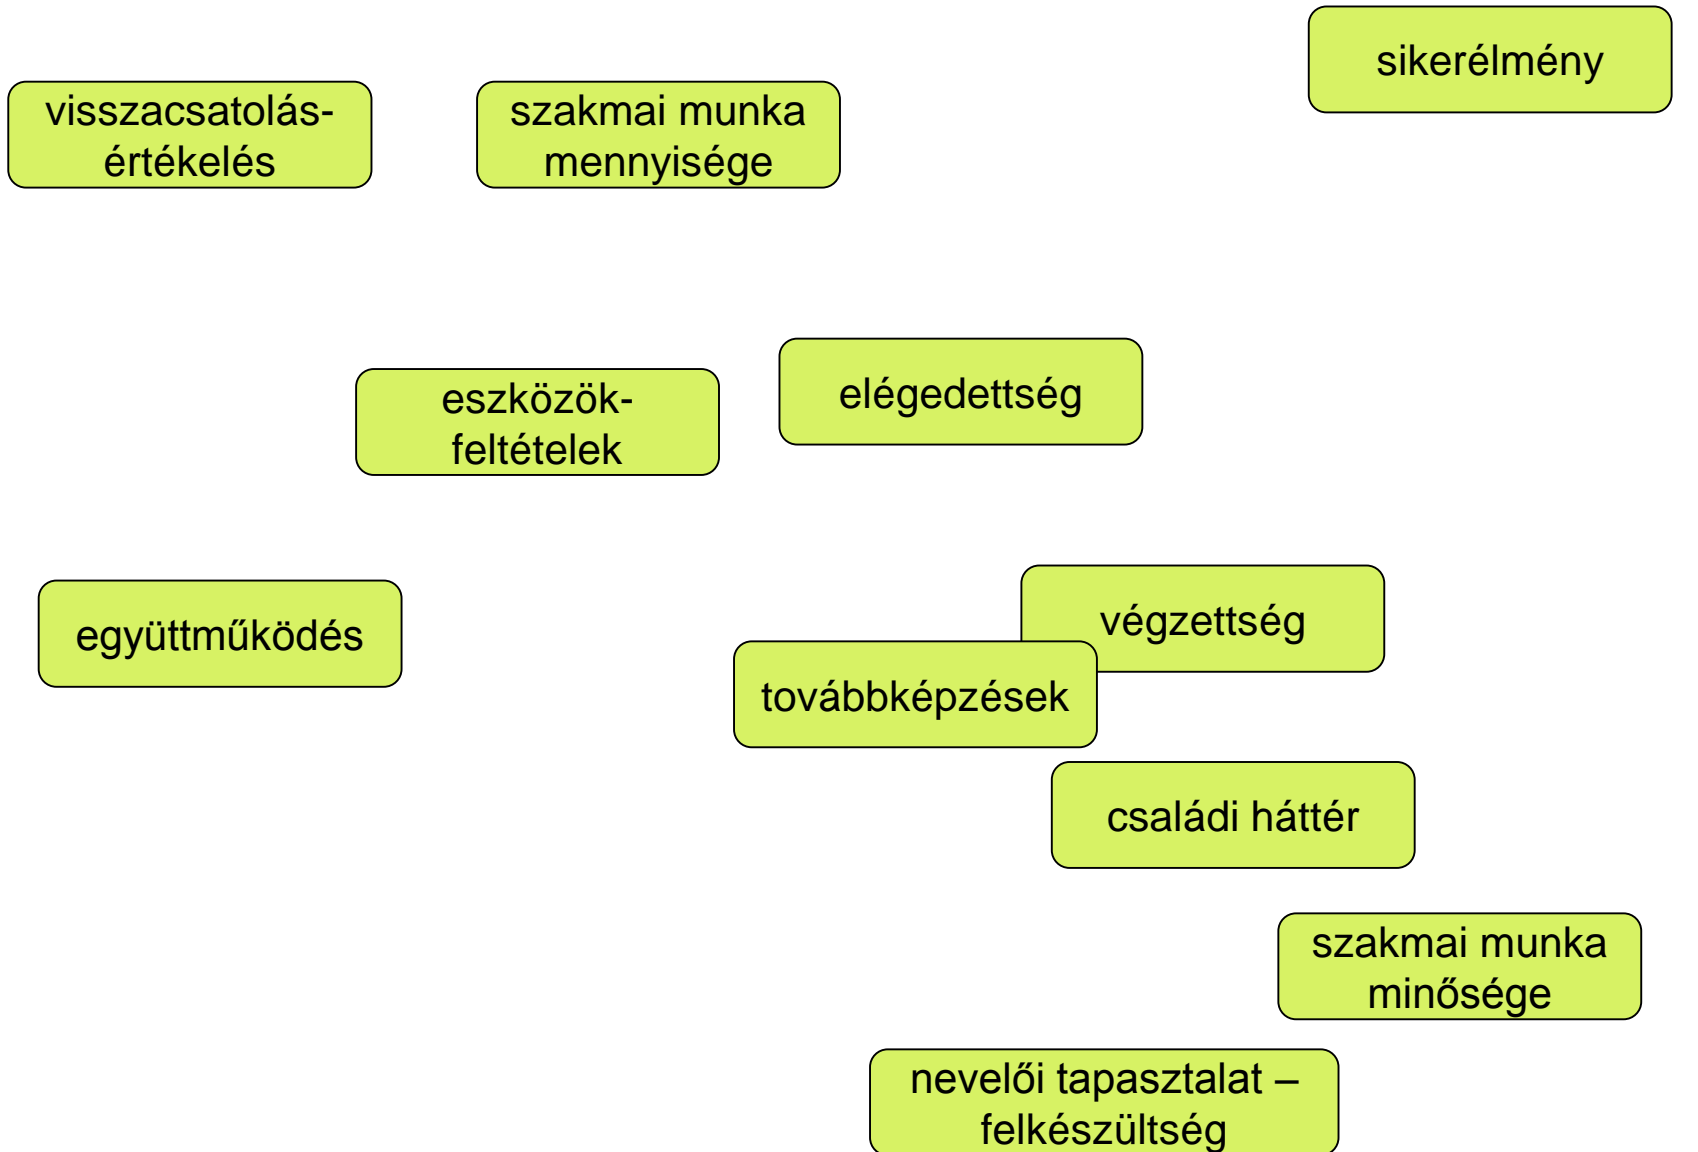 sikerélmény
visszacsatolás-
értékelés
szakmai munka
mennyisége
elégedettség
eszközök-
feltételek
végzettség
együttműködés
továbbképzések
családi háttér
szakmai munka
minősége
nevelői tapasztalat –
felkészültség